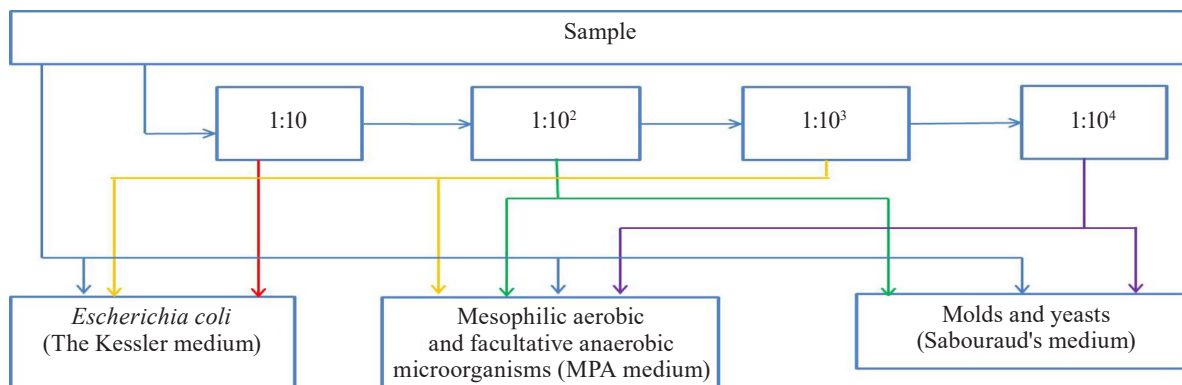 Sample
1:10
1:10²
1:10³
1:10⁴
Escherichia coli
(The Kessler medium)
Mesophilic aerobic
and facultative anaerobic
microorganisms (MPA medium)
Molds and yeasts
(Sabouraud's medium)